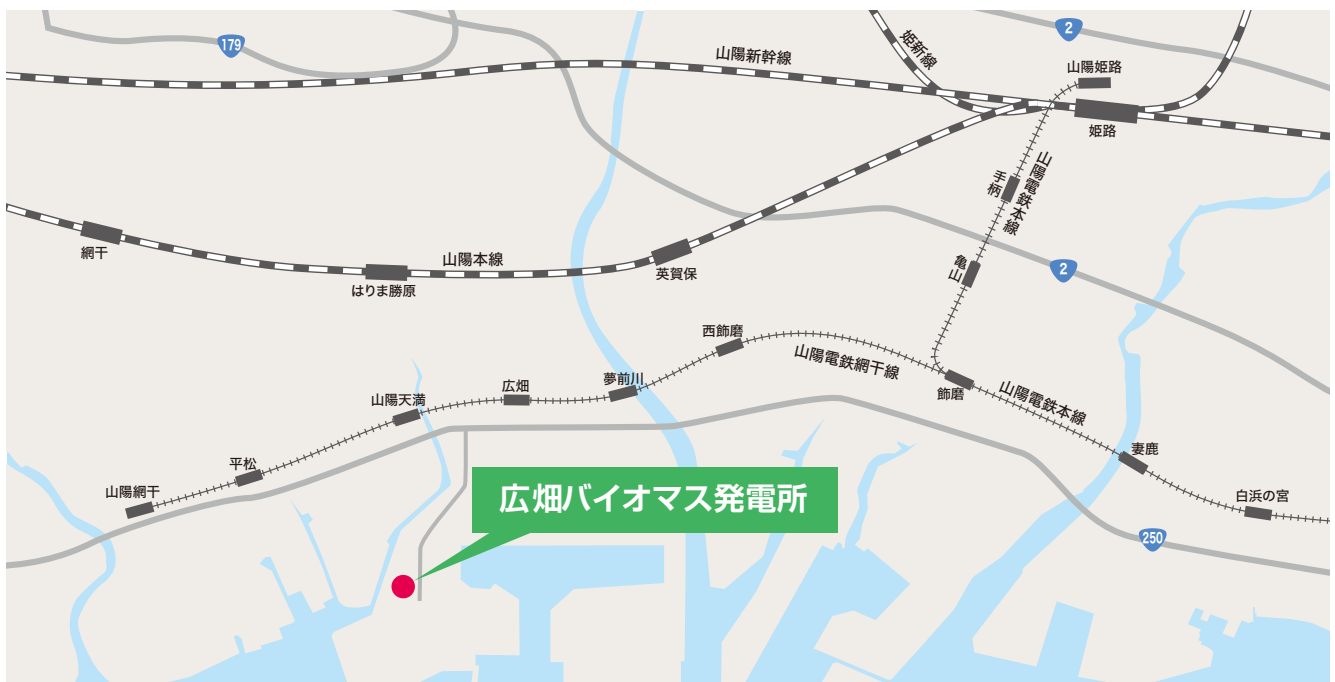 179
2
山陽新幹線
姫新線
山陽姫路
姫路
山陽電鉄本線
手柄
網干
山陽本線
はりま勝原
英賀保
亀山
2
西飾磨
山陽電鉄網干線
飾磨
山陽電鉄本線
夢前川
広畑
山陽天満
妻鹿
平松
山陽網干
白浜の宮
広畑バイオマス発電所
250